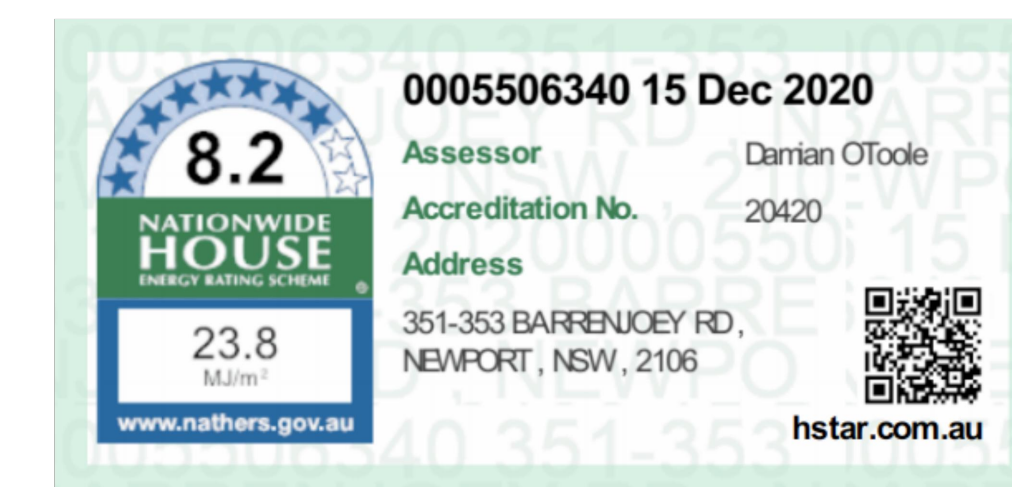 0005506340 15 Dec 2020
8.2
Assessor Damian OToole
Accreditation No. 20420
NATIONWIDE
HOUSE
ENERGY RATING SCHEME ®
Address
351-353 BARRENJOEY RD ,
NEWPORT , NSW , 2106
23.8
MJ/m²
www.nathers.gov.au
hstar.com.au